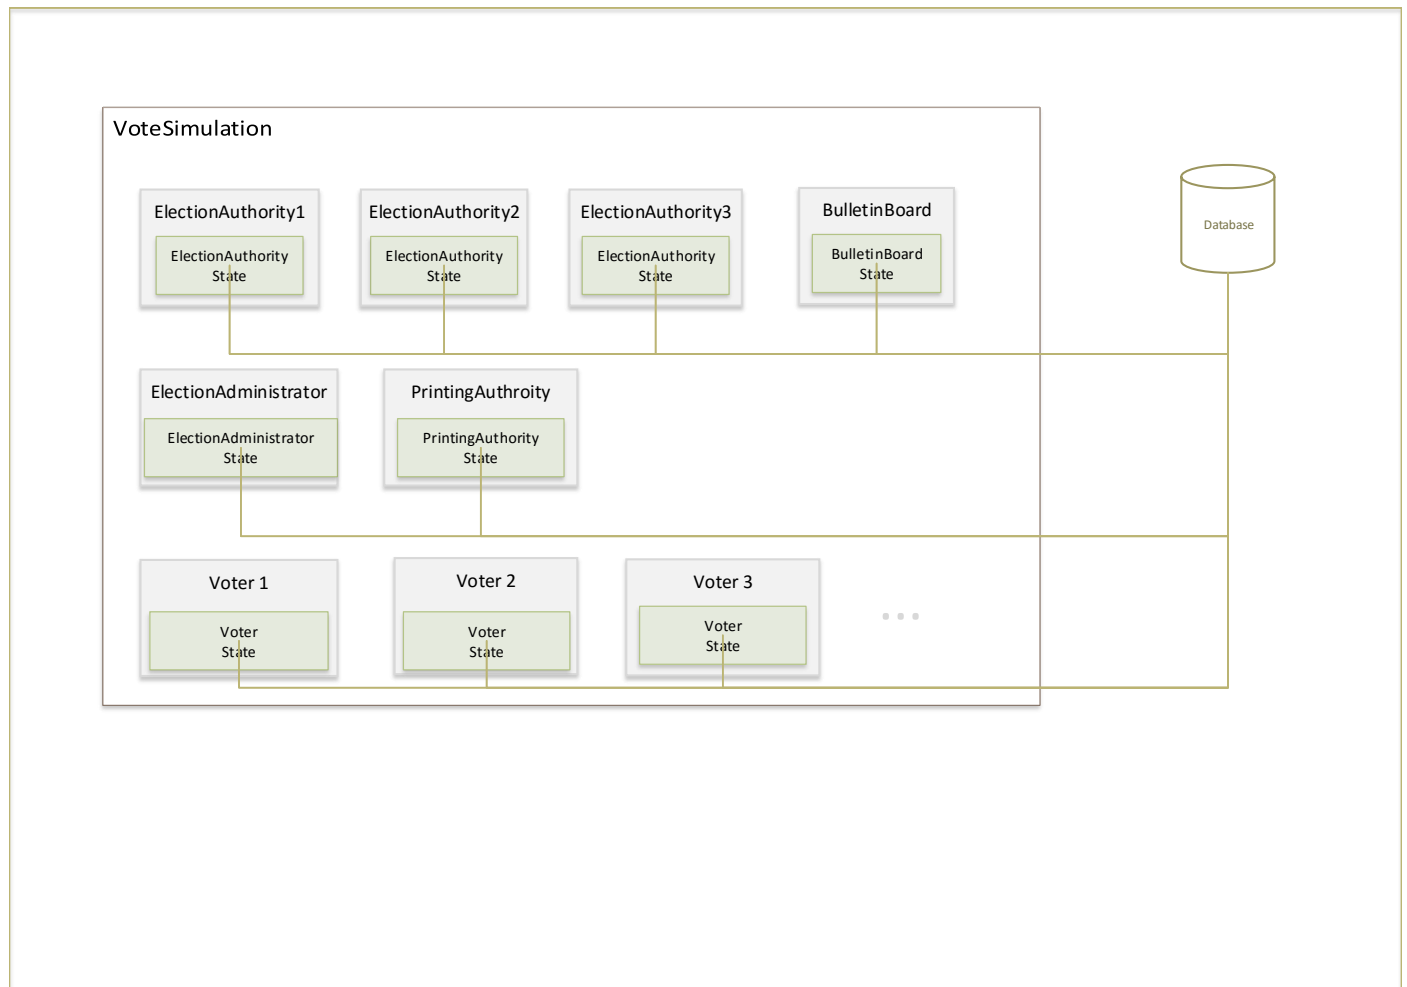 VoteSimulation
ElectionAuthority1
ElectionAuthority
State
ElectionAuthority2
ElectionAuthority
State
ElectionAuthority3
ElectionAuthority
State
BulletinBoard
BulletinBoard
State
Database
ElectionAdministrator
ElectionAdministrator
State
PrintingAuthroity
PrintingAuthority
State
Voter 1
Voter
State
Voter 2
Voter
State
Voter 3
Voter
State
...